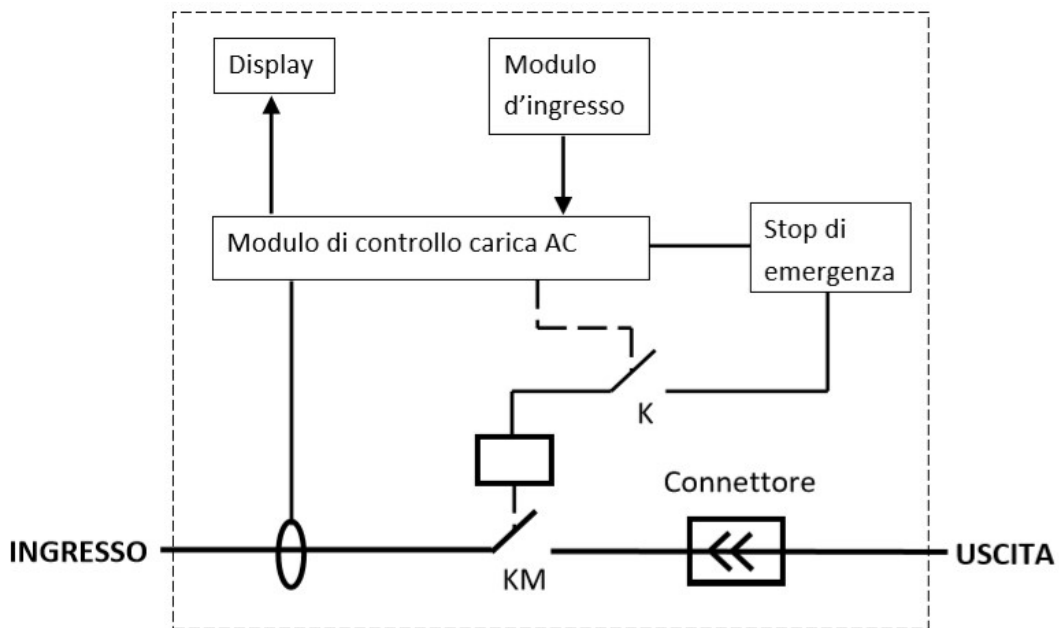 Display
Modulo
d'ingresso
Modulo di controllo carica AC
Stop di
emergenza
K
Connettore
INGRESSO
KM
USCITA